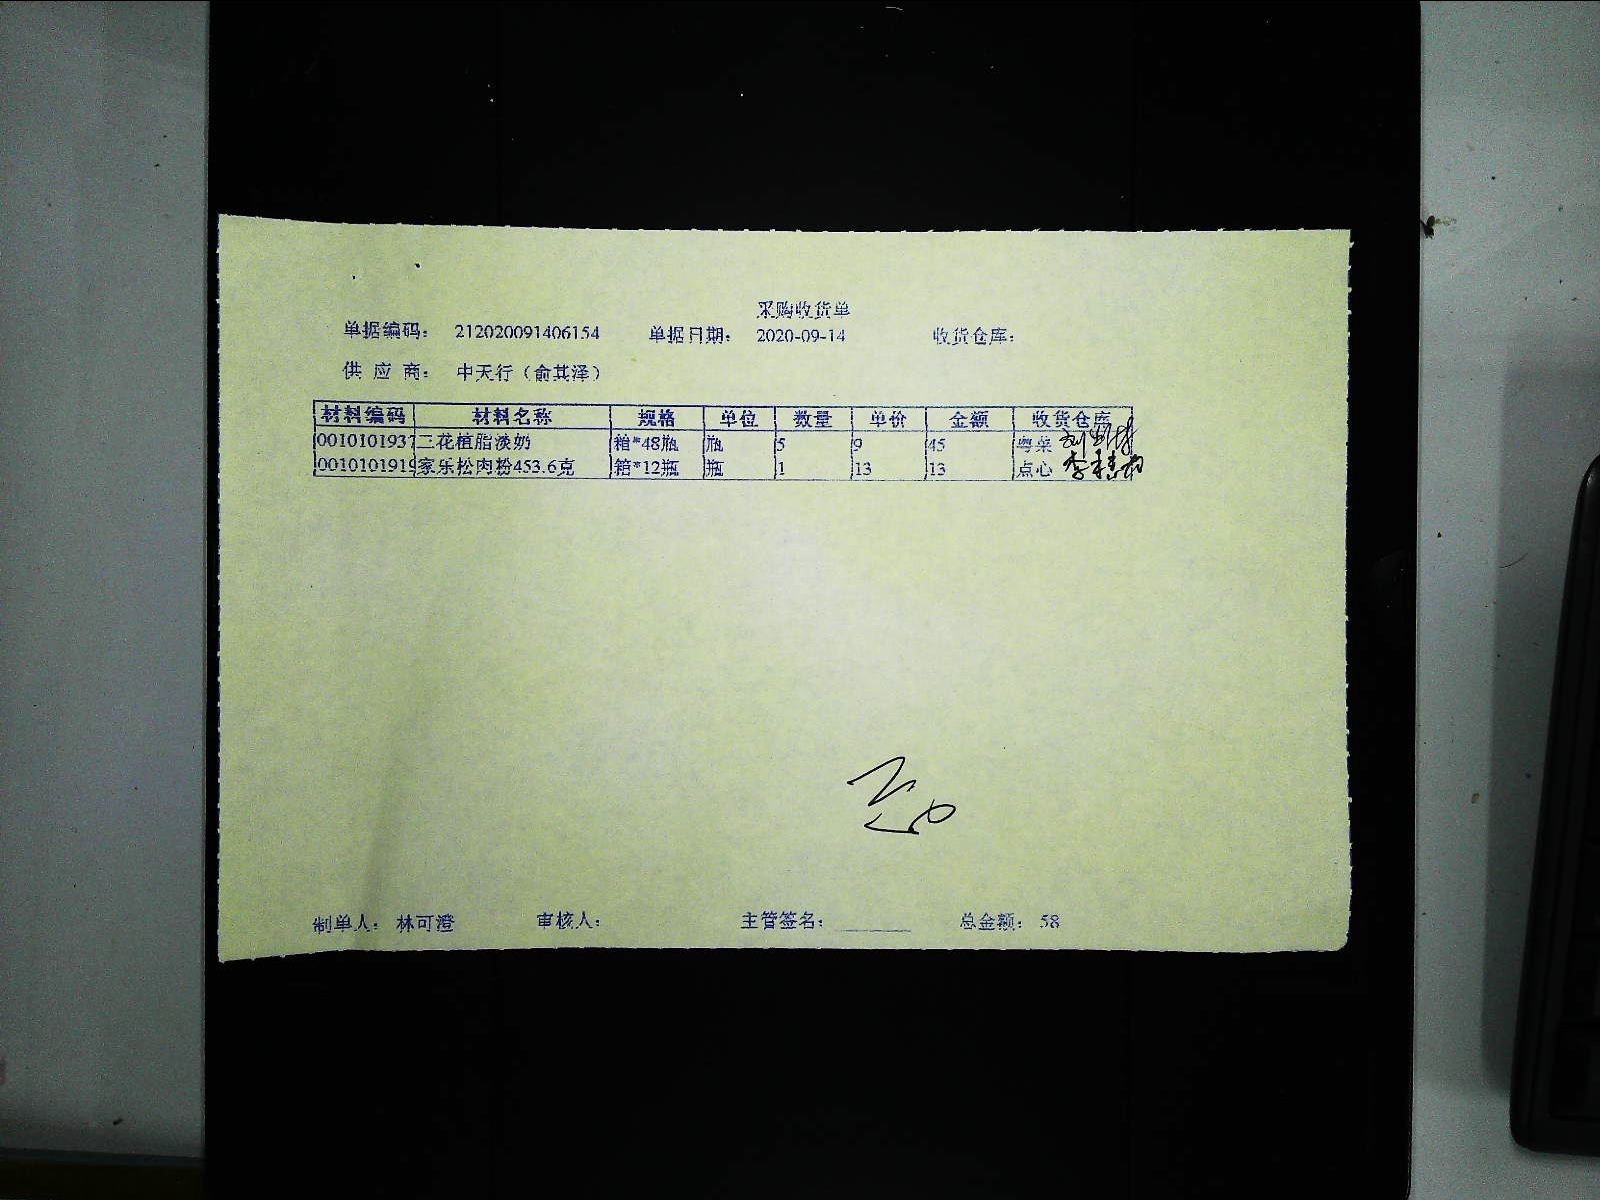 采购收货单
单据编码： 212020091406154 单据日期： 2020-09-14 收货仓库：
供 应 商： 中天行（俞其泽）
材料编码 材料名称 规格 单位 数量 单价 金额 收货仓库
0010101937 三花植脂淡奶 箱*48瓶 瓶 5 9 45 粤菜
0010101919 家乐松肉粉453.6克 箱*12瓶 瓶 1 13 13 点心
制单人： 林可澄 审核人： 主管签名： 总金额： 58